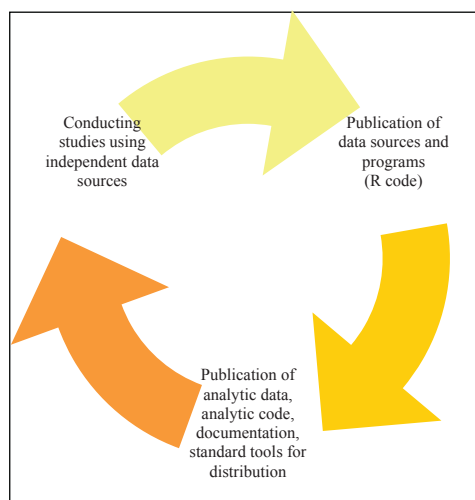 Conducting
studies using
independent data
sources
Publication of
data sources and
programs
(R code)
Publication of
analytic data,
analytic code,
documentation,
standard tools for
distribution